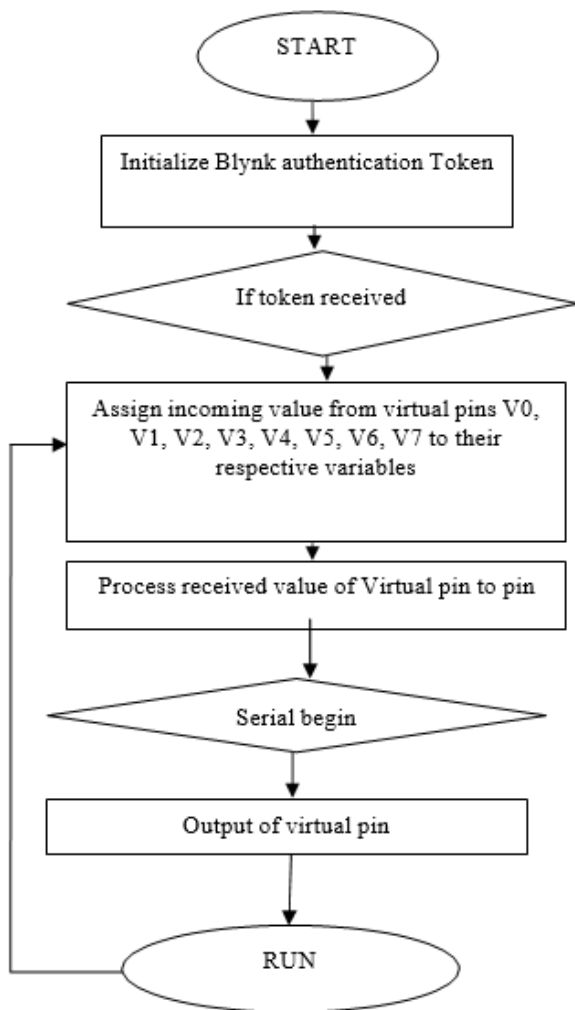 START
Initialize Blynk authentication Token
If token received
Assign incoming value from virtual pins V0,
V1, V2, V3, V4, V5, V6, V7 to their
respective variables
Process received value of Virtual pin to pin
Serial begin
Output of virtual pin
RUN